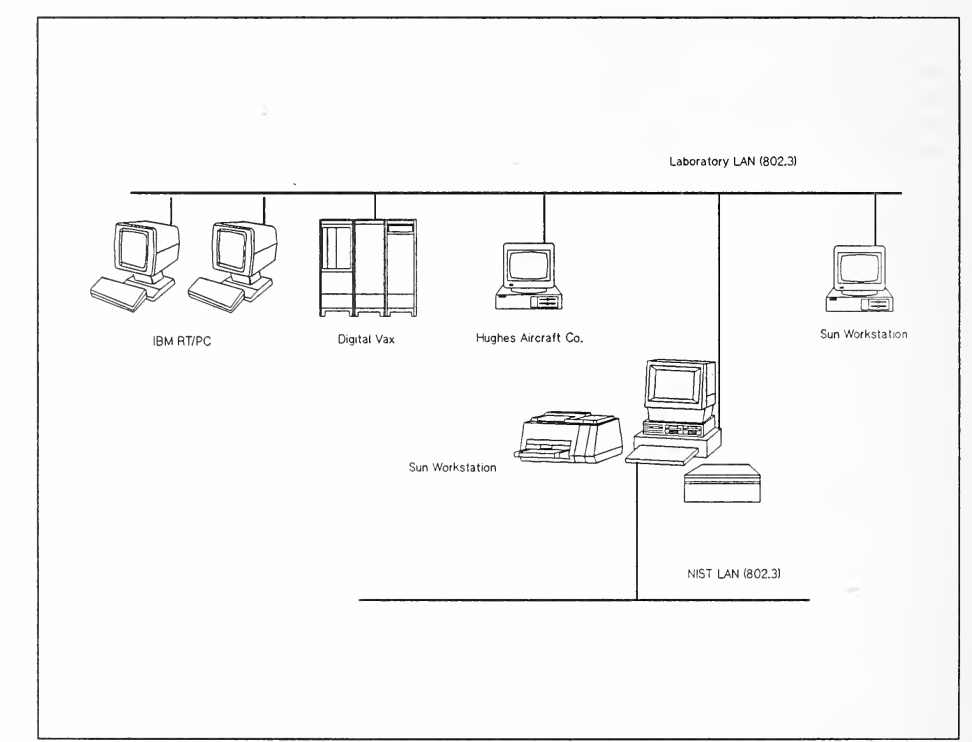 Laboratory LAN (802.3)
IBM RT/PC
Digital Vax
Hughes Aircraft Co.
Sun Workstation
Sun Workstation
NIST LAN (802.3)